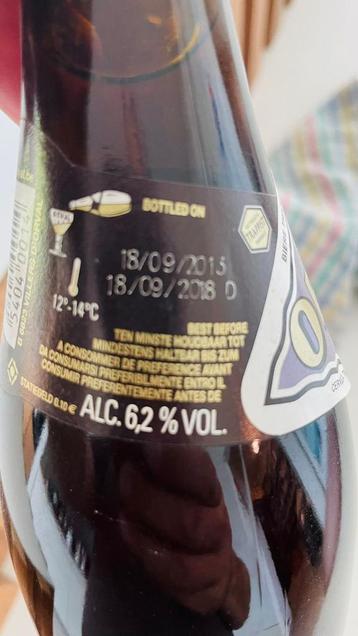 BOTTLED ON
18/09/2013
18/09/2018 D
12°-14°C
BEST BEFORE
TEN MINSTE HOUDBAAR TOT
MINDESTENS HALTBAR BIS ZUM
A CONSOMMER DE PREFERENCE AVANT
DA CONSUMARSI PREFERIBILMENTE ENTRO IL
CONSUMIR PREFERENTEMENTE ANTES DE
STATIEGELD 0.10 €
ALC. 6,2 % VOL.